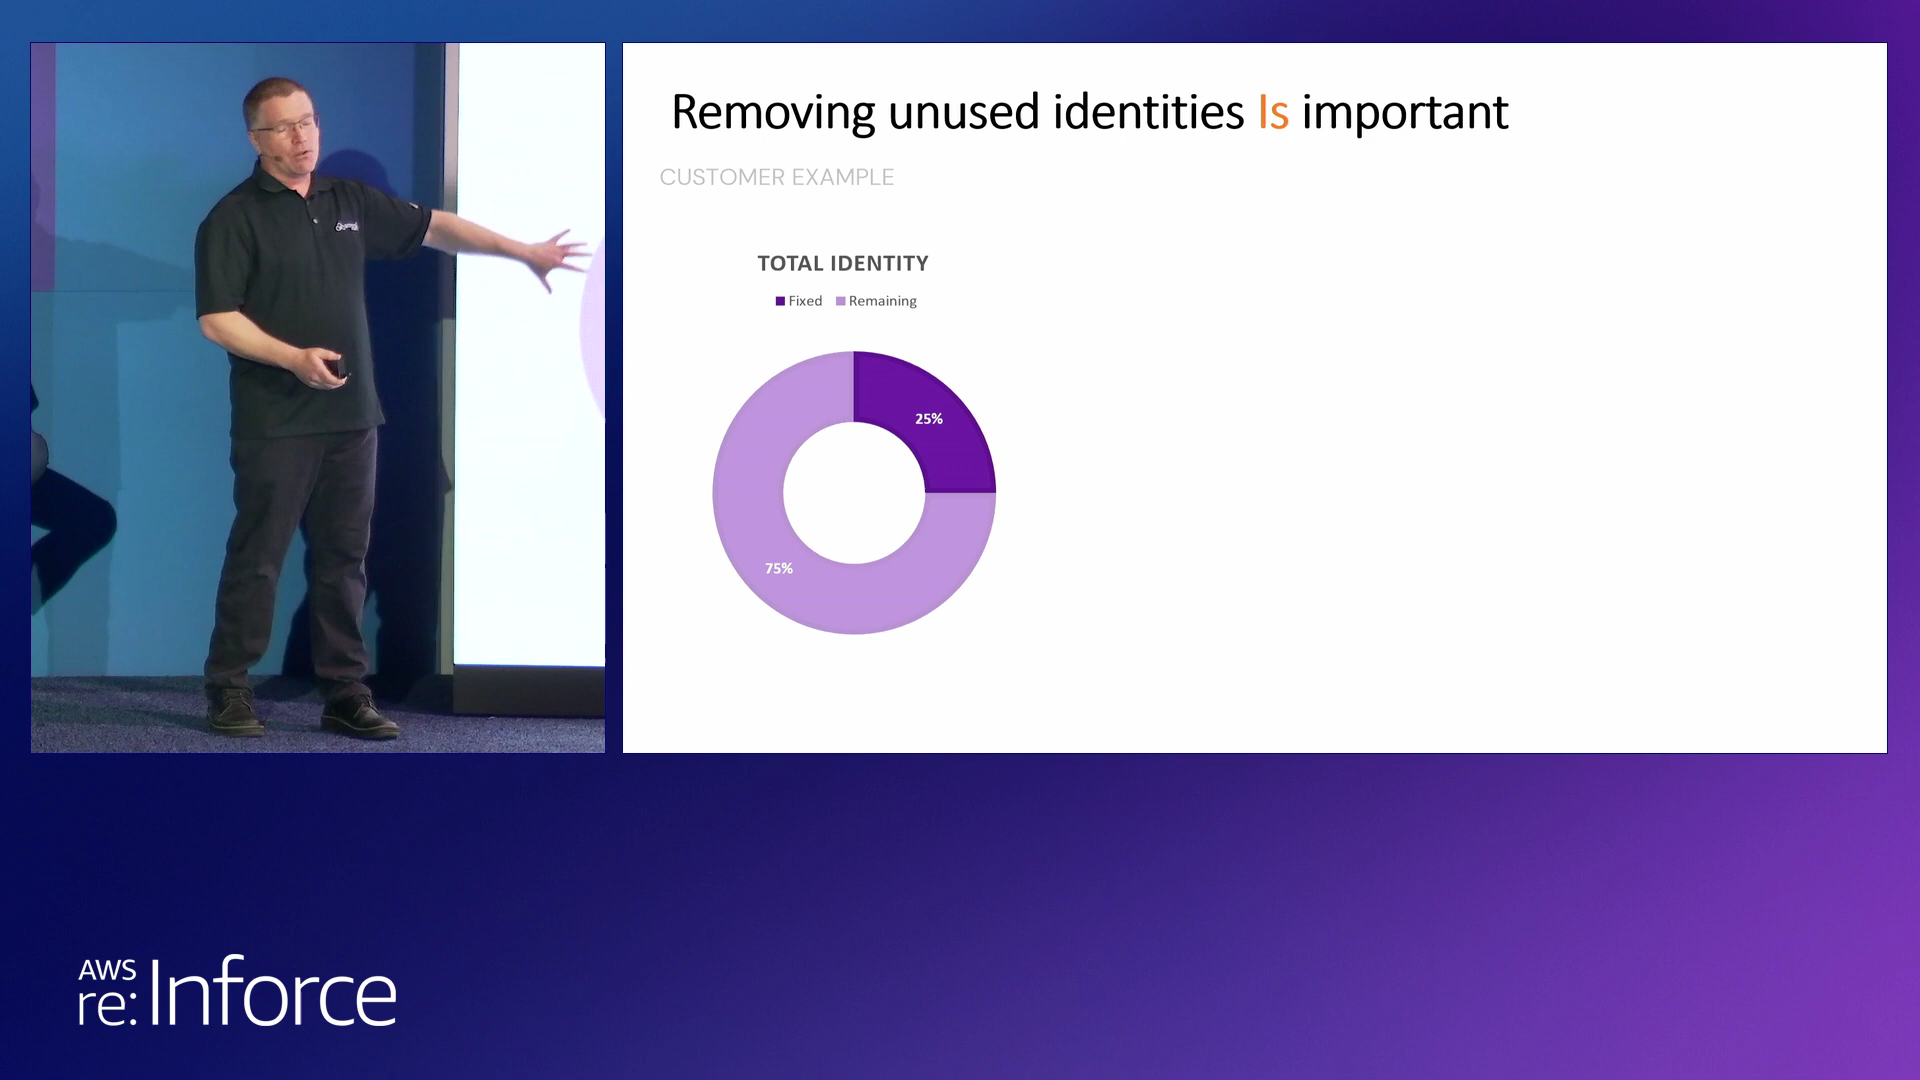 Removing unused identities Is important
CUSTOMER EXAMPLE
TOTAL IDENTITY
Fixed Remaining
25%
75%
AWS
re:Inforce